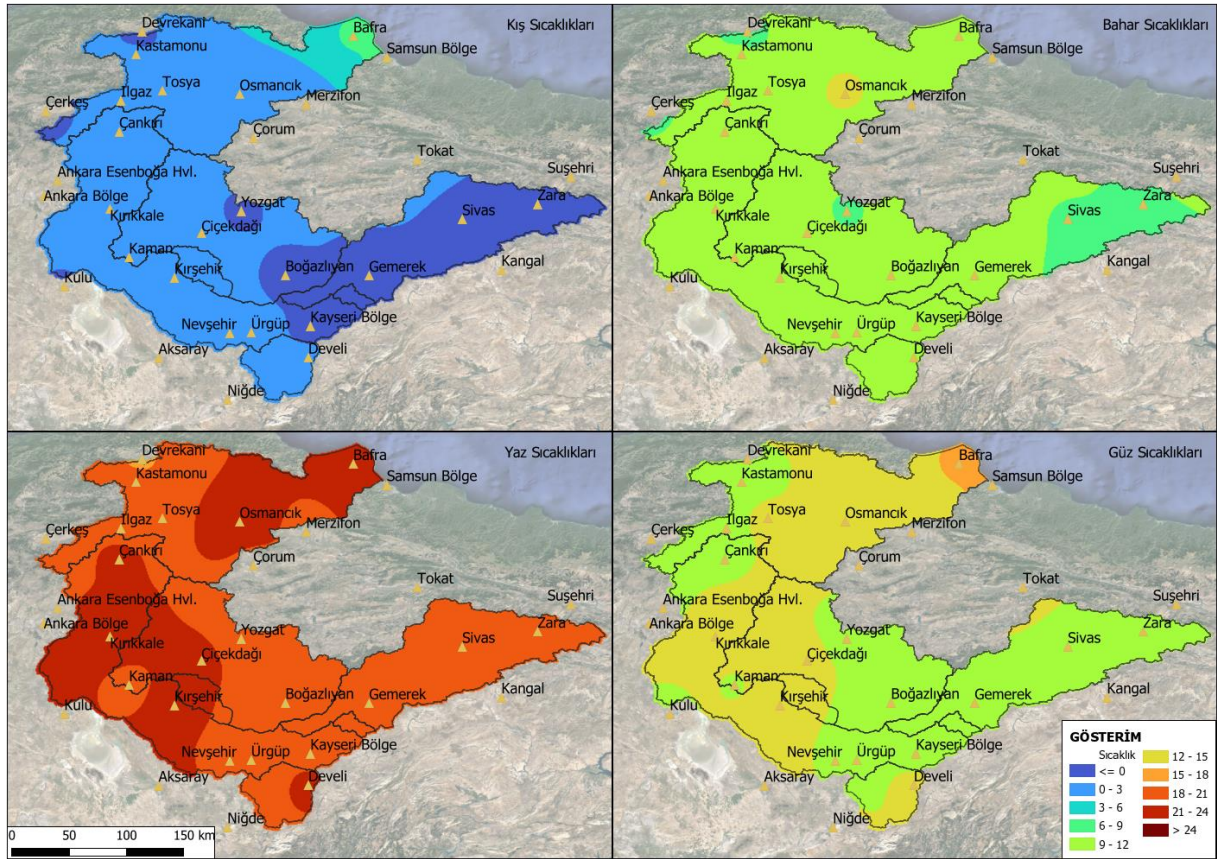 Kış Sıcaklıkları
Devrekani
Bafra
Kastamonu
Samsun Bölge
Tosya
Osmancık
Ilgaz
Merzifon
Çerkeş
Çankırı
Çorum
Tokat
Suşehri
Ankara Esenboğa Hvl.
Ankara Bölge
Yozgat
Zara
Kırıkkale
Sivas
Çiçekdağı
Kaman
Kırşehir
Boğazlıyan
Gemerek
Kangal
Kulu
Nevşehir
Ürgüp
Kayseri Bölge
Aksaray
Develi
Niğde
Bahar Sıcaklıkları
Devrekani
Bafra
Kastamonu
Samsun Bölge
Tosya
Osmancık
Ilgaz
Merzifon
Çerkeş
Çankırı
Çorum
Tokat
Suşehri
Ankara Esenboğa Hvl.
Ankara Bölge
Yozgat
Zara
Kırıkkale
Sivas
Çiçekdağı
Kaman
Kırşehir
Boğazlıyan
Gemerek
Kangal
Kulu
Nevşehir
Ürgüp
Kayseri Bölge
Aksaray
Develi
Niğde
Yaz Sıcaklıkları
Devrekani
Bafra
Kastamonu
Samsun Bölge
Tosya
Osmancık
Ilgaz
Merzifon
Çerkeş
Çankırı
Çorum
Tokat
Suşehri
Ankara Esenboğa Hvl.
Ankara Bölge
Yozgat
Zara
Kırıkkale
Sivas
Çiçekdağı
Kaman
Kırşehir
Boğazlıyan
Gemerek
Kangal
Kulu
Nevşehir
Ürgüp
Kayseri Bölge
Aksaray
Develi
Niğde
0 50 100 150 km
Güz Sıcaklıkları
Devrekani
Bafra
Kastamonu
Samsun Bölge
Tosya
Osmancık
Ilgaz
Merzifon
Çerkeş
Çankırı
Çorum
Tokat
Suşehri
Ankara Esenboğa Hvl.
Ankara Bölge
Yozgat
Zara
Kırıkkale
Sivas
Çiçekdağı
Kaman
Kırşehir
Boğazlıyan
Gemerek
Kangal
Kulu
Nevşehir
Ürgüp
Kayseri Bölge
Aksaray
Develi
Niğde
GÖSTERİM
Sıcaklık
<= 0
0 - 3
3 - 6
6 - 9
9 - 12
12 - 15
15 - 18
18 - 21
21 - 24
> 24